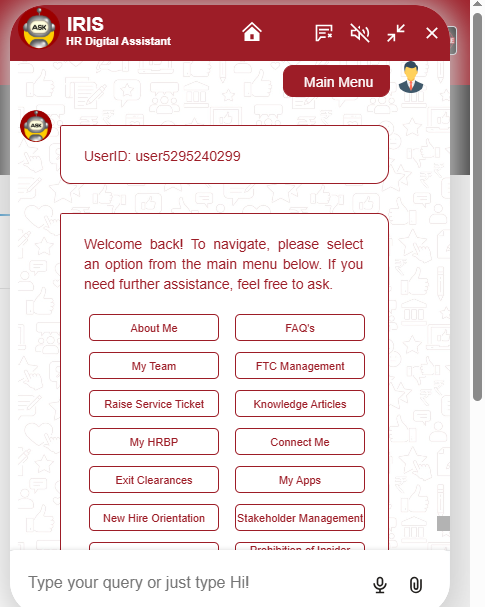 ASK
IRIS
HR Digital Assistant
Main Menu
ASK
UserID: user5295240299
Welcome back! To navigate, please select
an option from the main menu below. If you
need further assistance, feel free to ask.
About Me
FAQ's
My Team
FTC Management
Raise Service Ticket
Knowledge Articles
My HRBP
Connect Me
Exit Clearances
My Apps
New Hire Orientation
Stakeholder Management
Prohibition of Insider
Type your query or just type Hi!